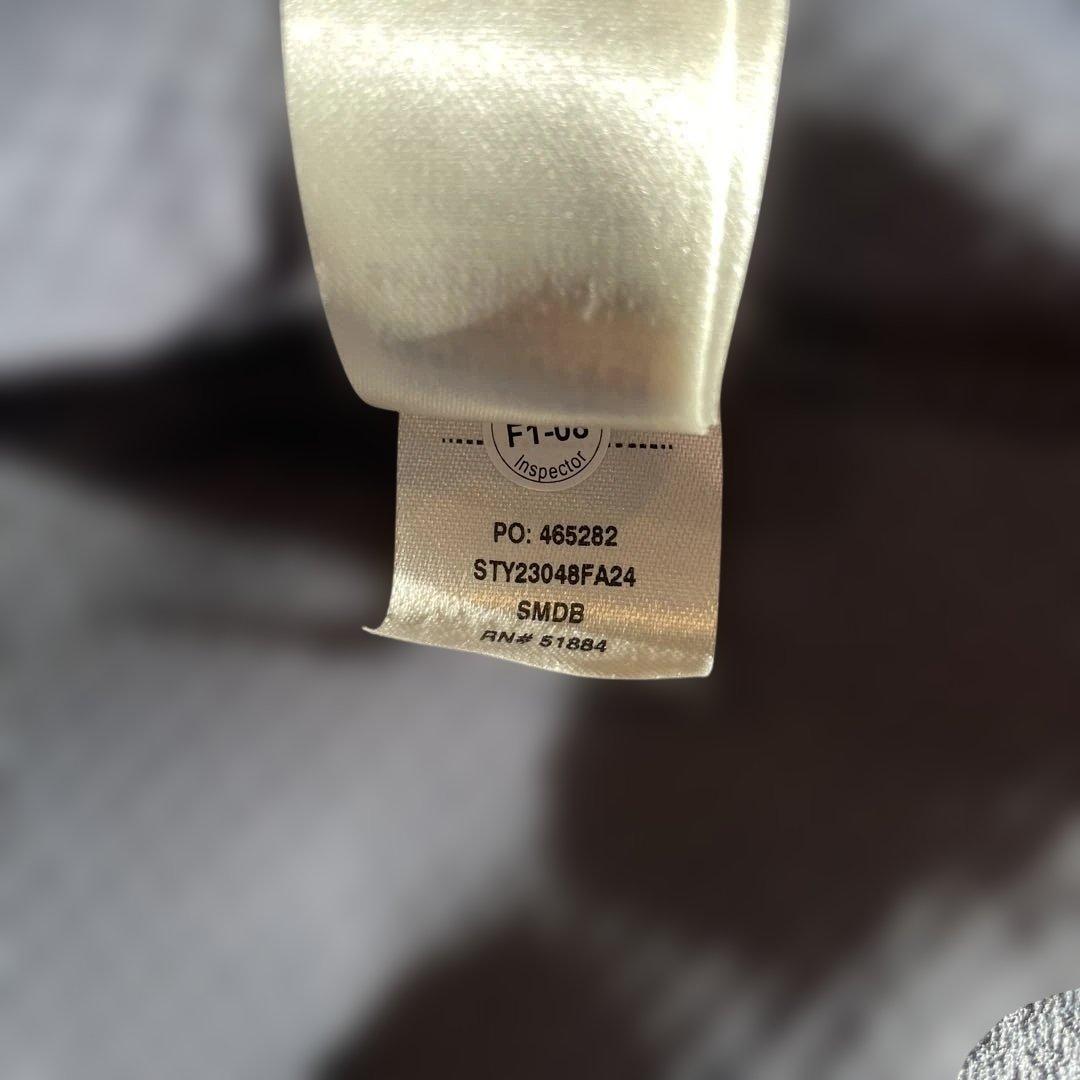 F1-08
Inspector
PO: 465282
STY23048FA24
SMDB
RN# 51884